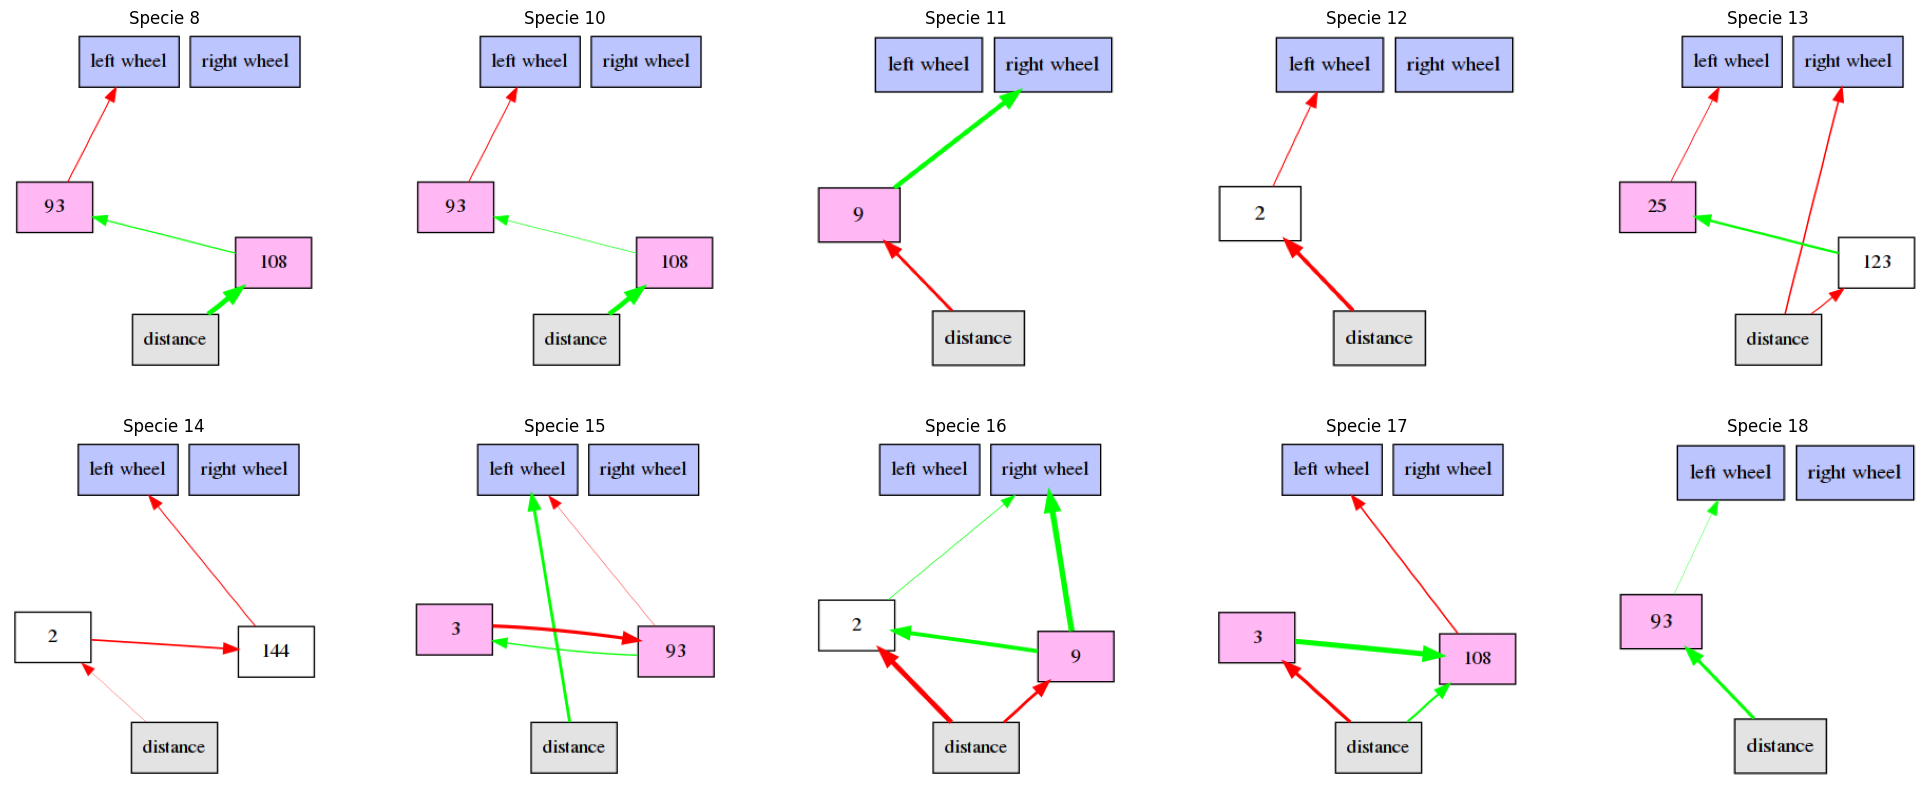 Specie 8
left wheel
right wheel
93
108
distance
Specie 10
left wheel
right wheel
93
108
distance
Specie 11
left wheel
right wheel
9
distance
Specie 12
left wheel
right wheel
2
distance
Specie 13
left wheel
right wheel
25
123
distance
Specie 14
left wheel
right wheel
2
144
distance
Specie 15
left wheel
right wheel
3
93
distance
Specie 16
left wheel
right wheel
2
9
distance
Specie 17
left wheel
right wheel
3
108
distance
Specie 18
left wheel
right wheel
93
distance